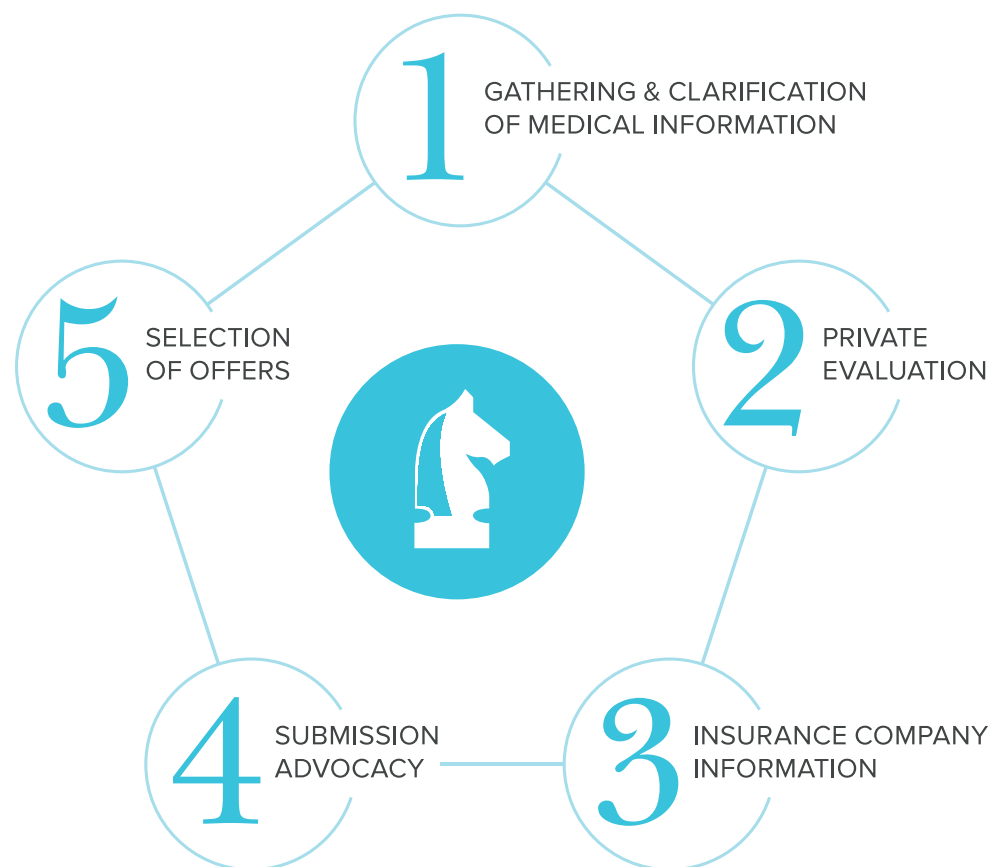 1
GATHERING & CLARIFICATION
OF MEDICAL INFORMATION
2
PRIVATE
EVALUATION
3
INSURANCE COMPANY
INFORMATION
4
SUBMISSION
ADVOCACY
5
SELECTION
OF OFFERS